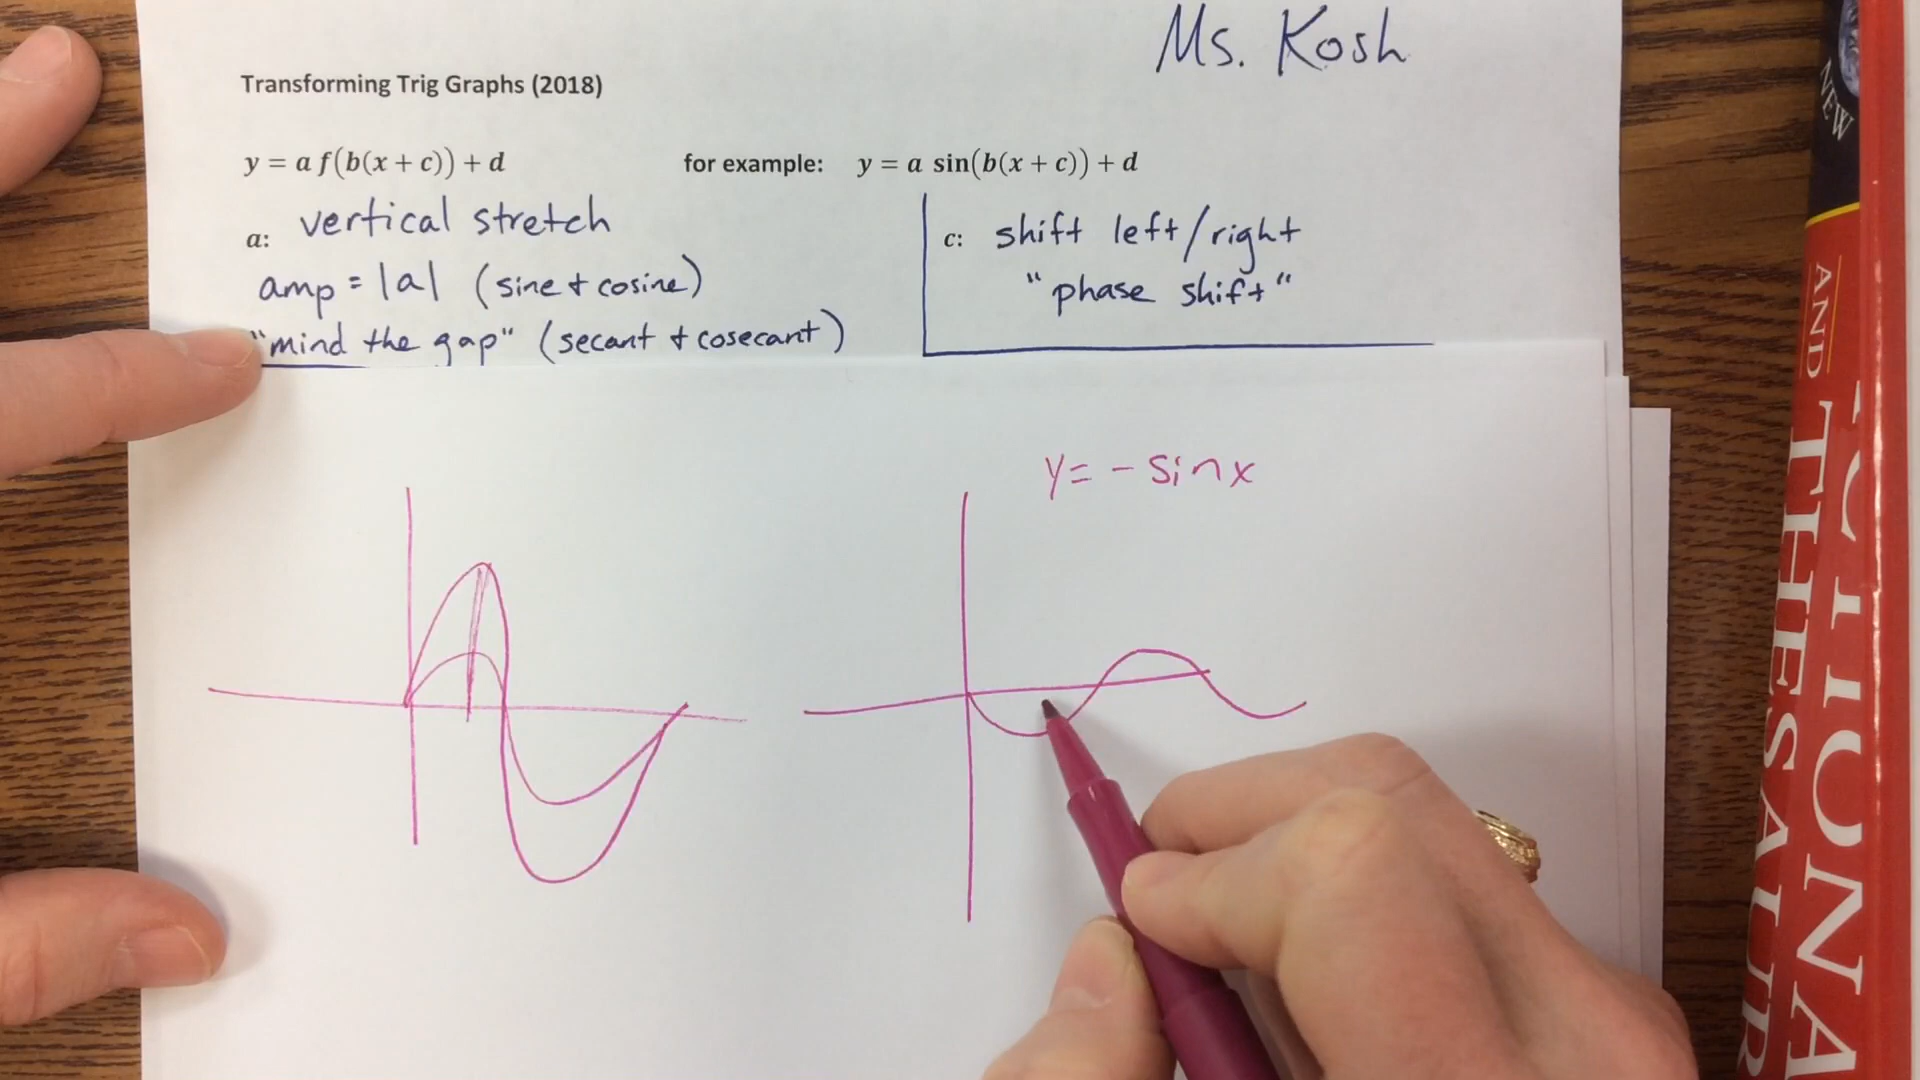 Ms. Kosh
Transforming Trig Graphs (2018)
y = a f(b(x + c)) + d for example: y = a sin(b(x + c)) + d
a: vertical stretch
amp = |a| (sine + cosine)
"mind the gap" (secant + cosecant)
c: shift left/right
"phase shift"
y = - sin x
NEW
AND THESAUR